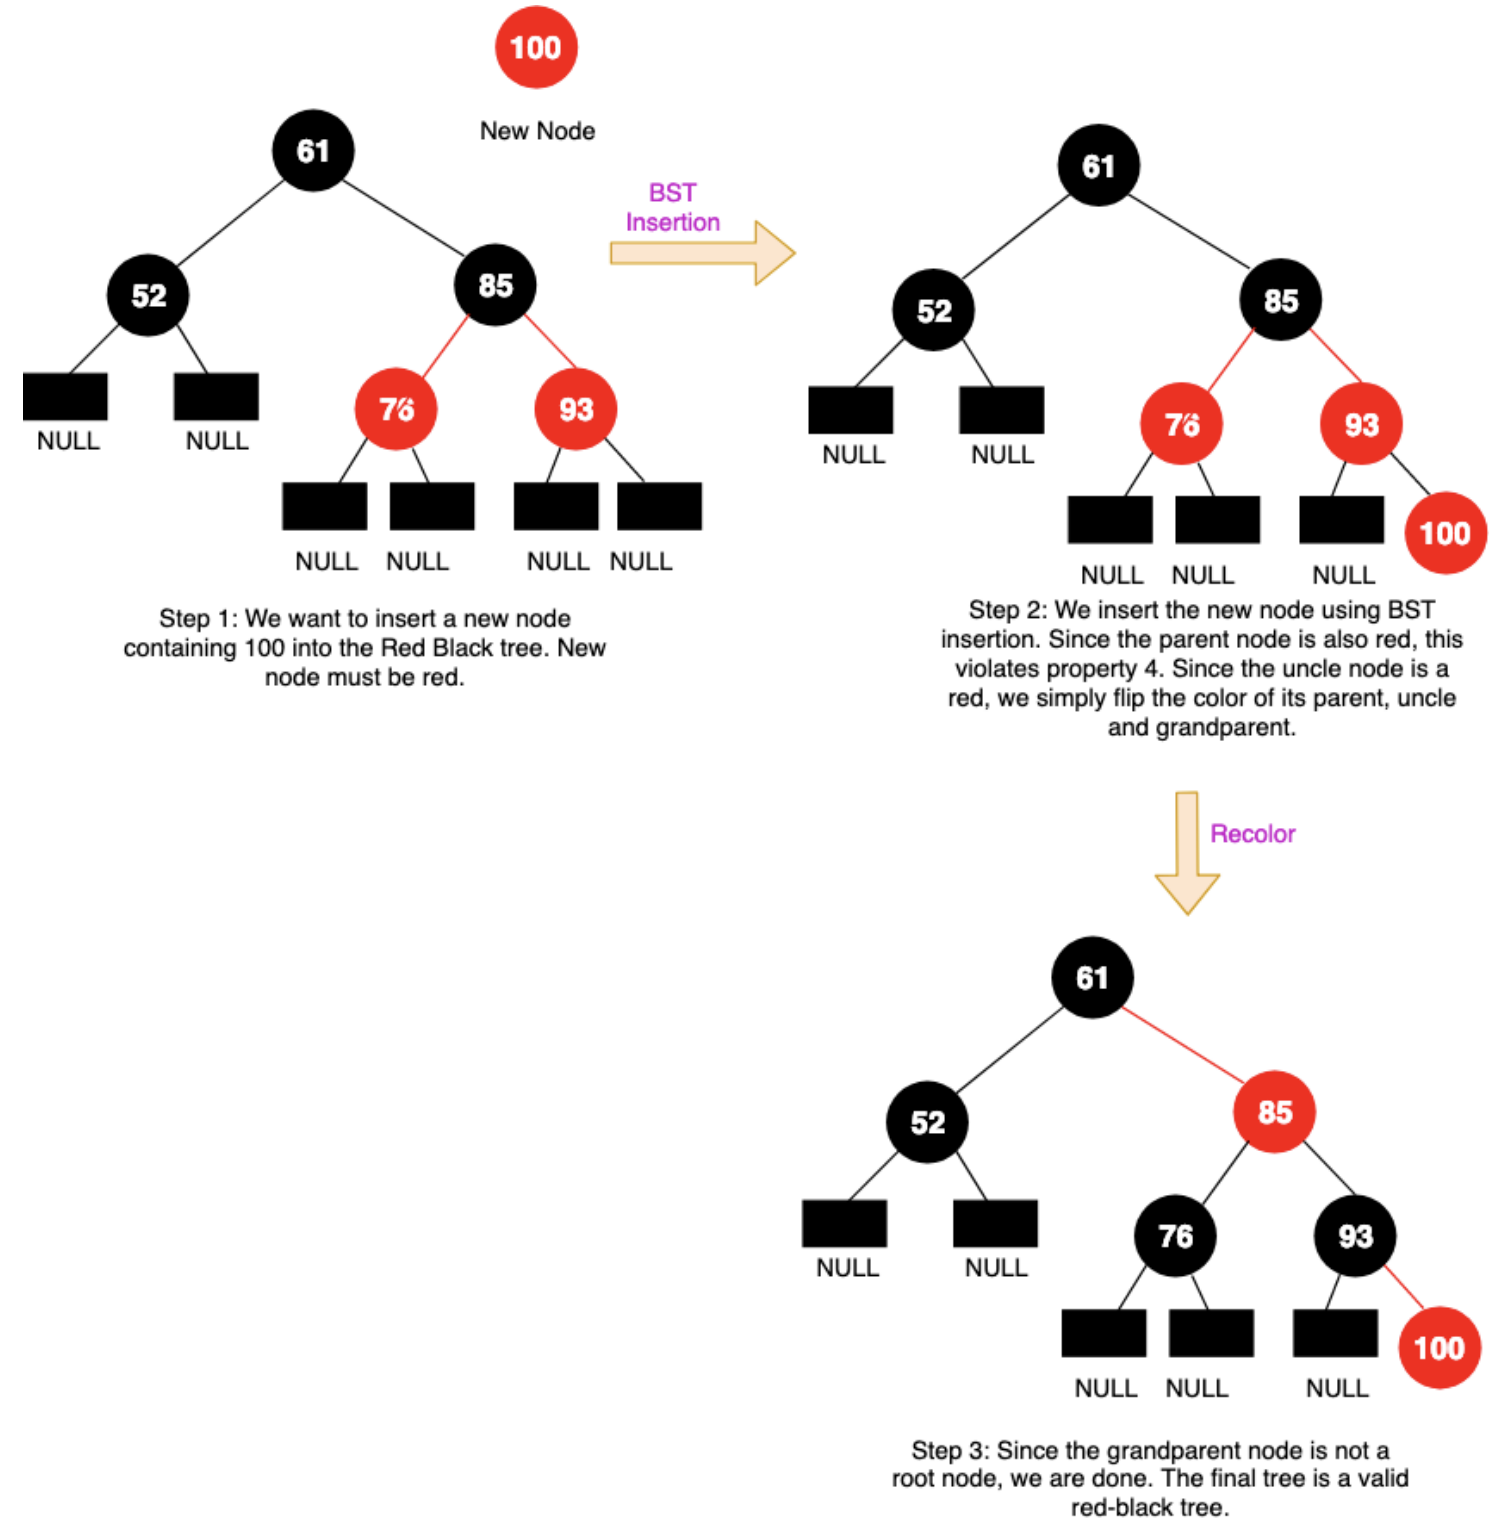 100
New Node
61
52
85
NULL
NULL
76
93
NULL
NULL
NULL
NULL
Step 1: We want to insert a new node
containing 100 into the Red Black tree. New
node must be red.
BST
Insertion
61
52
85
NULL
NULL
76
93
100
NULL
NULL
NULL
Step 2: We insert the new node using BST
insertion. Since the parent node is also red, this
violates property 4. Since the uncle node is a
red, we simply flip the color of its parent, uncle
and grandparent.
Recolor
61
52
85
NULL
NULL
76
93
100
NULL
NULL
NULL
Step 3: Since the grandparent node is not a
root node, we are done. The final tree is a valid
red-black tree.